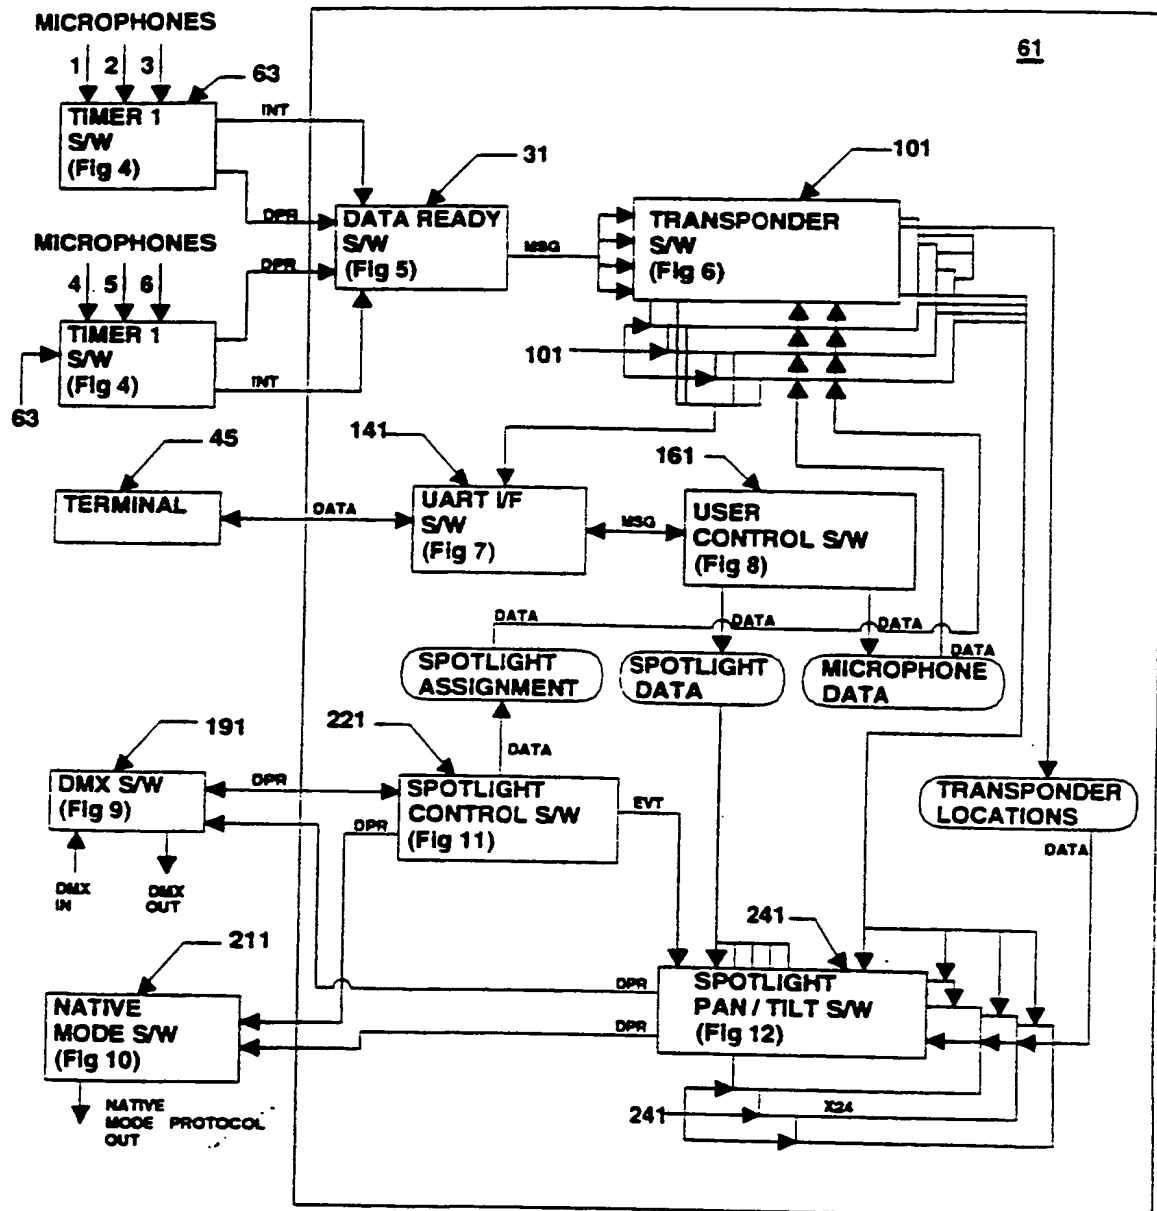 MICROPHONES
61
1 2 3
63
TIMER 1
S/W
(Fig 4)
INT
31
101
DPR
DATA READY
S/W
(Fig 5)
MSG
TRANSPONDER
S/W
(Fig 6)
MICROPHONES
DPR
4 5 6
TIMER 1
S/W
(Fig 4)
INT
63
101
45
141
161
TERMINAL
DATA
UART I/F
S/W
(Fig 7)
MSG
USER
CONTROL S/W
(Fig 8)
DATA
DATA
DATA
DATA
SPOTLIGHT
ASSIGNMENT
SPOTLIGHT
DATA
MICROPHONE
DATA
191
221
DATA
DMX S/W
(Fig 9)
DPR
SPOTLIGHT
CONTROL S/W
(Fig 11)
EVT
DPR
TRANSPONDER
LOCATIONS
DATA
DMX
IN
DMX
OUT
211
241
NATIVE
MODE S/W
(Fig 10)
DPR
DPR
SPOTLIGHT
PAN / TILT S/W
(Fig 12)
NATIVE
MODE PROTOCOL
OUT
241
X24